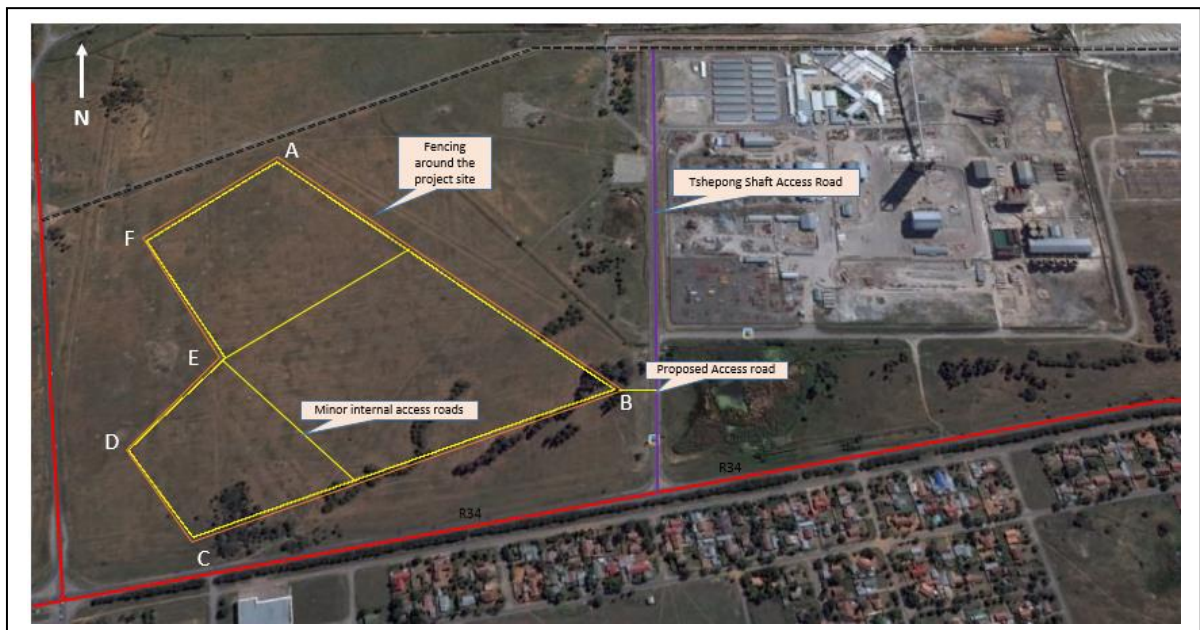 N
A
Fencing
around the
project site
Tshepong Shaft Access Road
F
E
Proposed Access road
B
Minor internal access roads
D
R34
R34
C